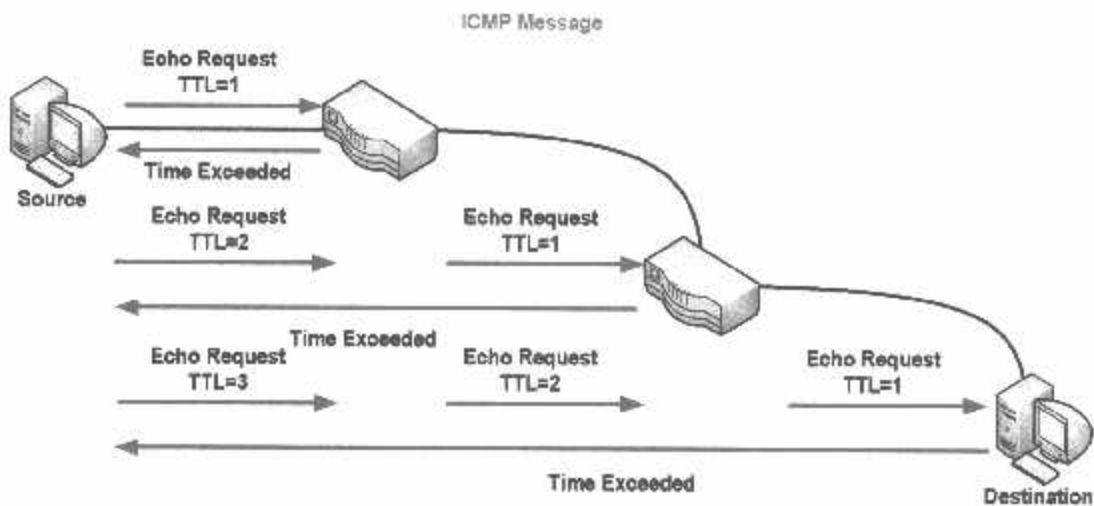 ICMP Message
Echo Request
TTL=1
Time Exceeded
Source
Echo Request
TTL=2
Echo Request
TTL=1
Time Exceeded
Echo Request
TTL=3
Echo Request
TTL=2
Echo Request
TTL=1
Time Exceeded
Destination